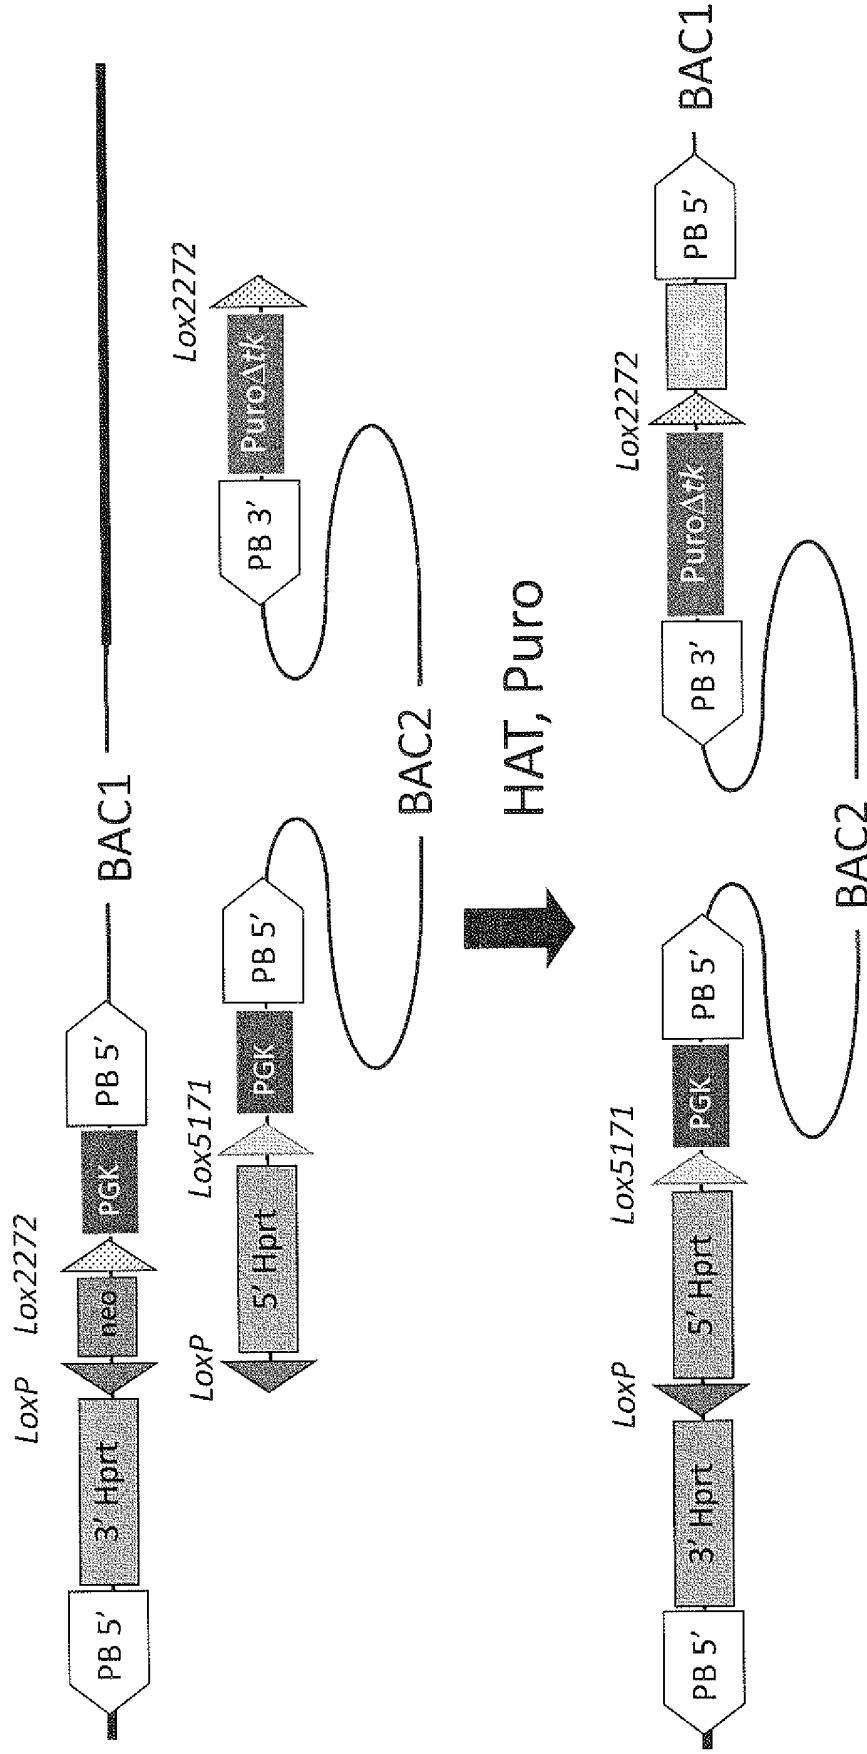 LoxP Lox2272
PB 5′ 3′ Hprt neo PGK PB 5′ BAC1
LoxP Lox5171 Lox2272
5′ Hprt PGK PB 5′ PB 3′ PuroΔtk
BAC2
HAT, Puro
LoxP Lox5171 Lox2272
PB 5′ 3′ Hprt 5′ Hprt PGK PB 5′ PB 3′ PuroΔtk PB 5′ BAC1
BAC2